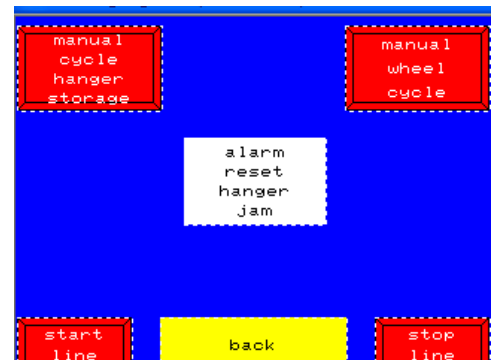 manual
cycle
hanger
storage
manual
wheel
cycle
alarm
reset
hanger
jam
start
line
back
stop
line